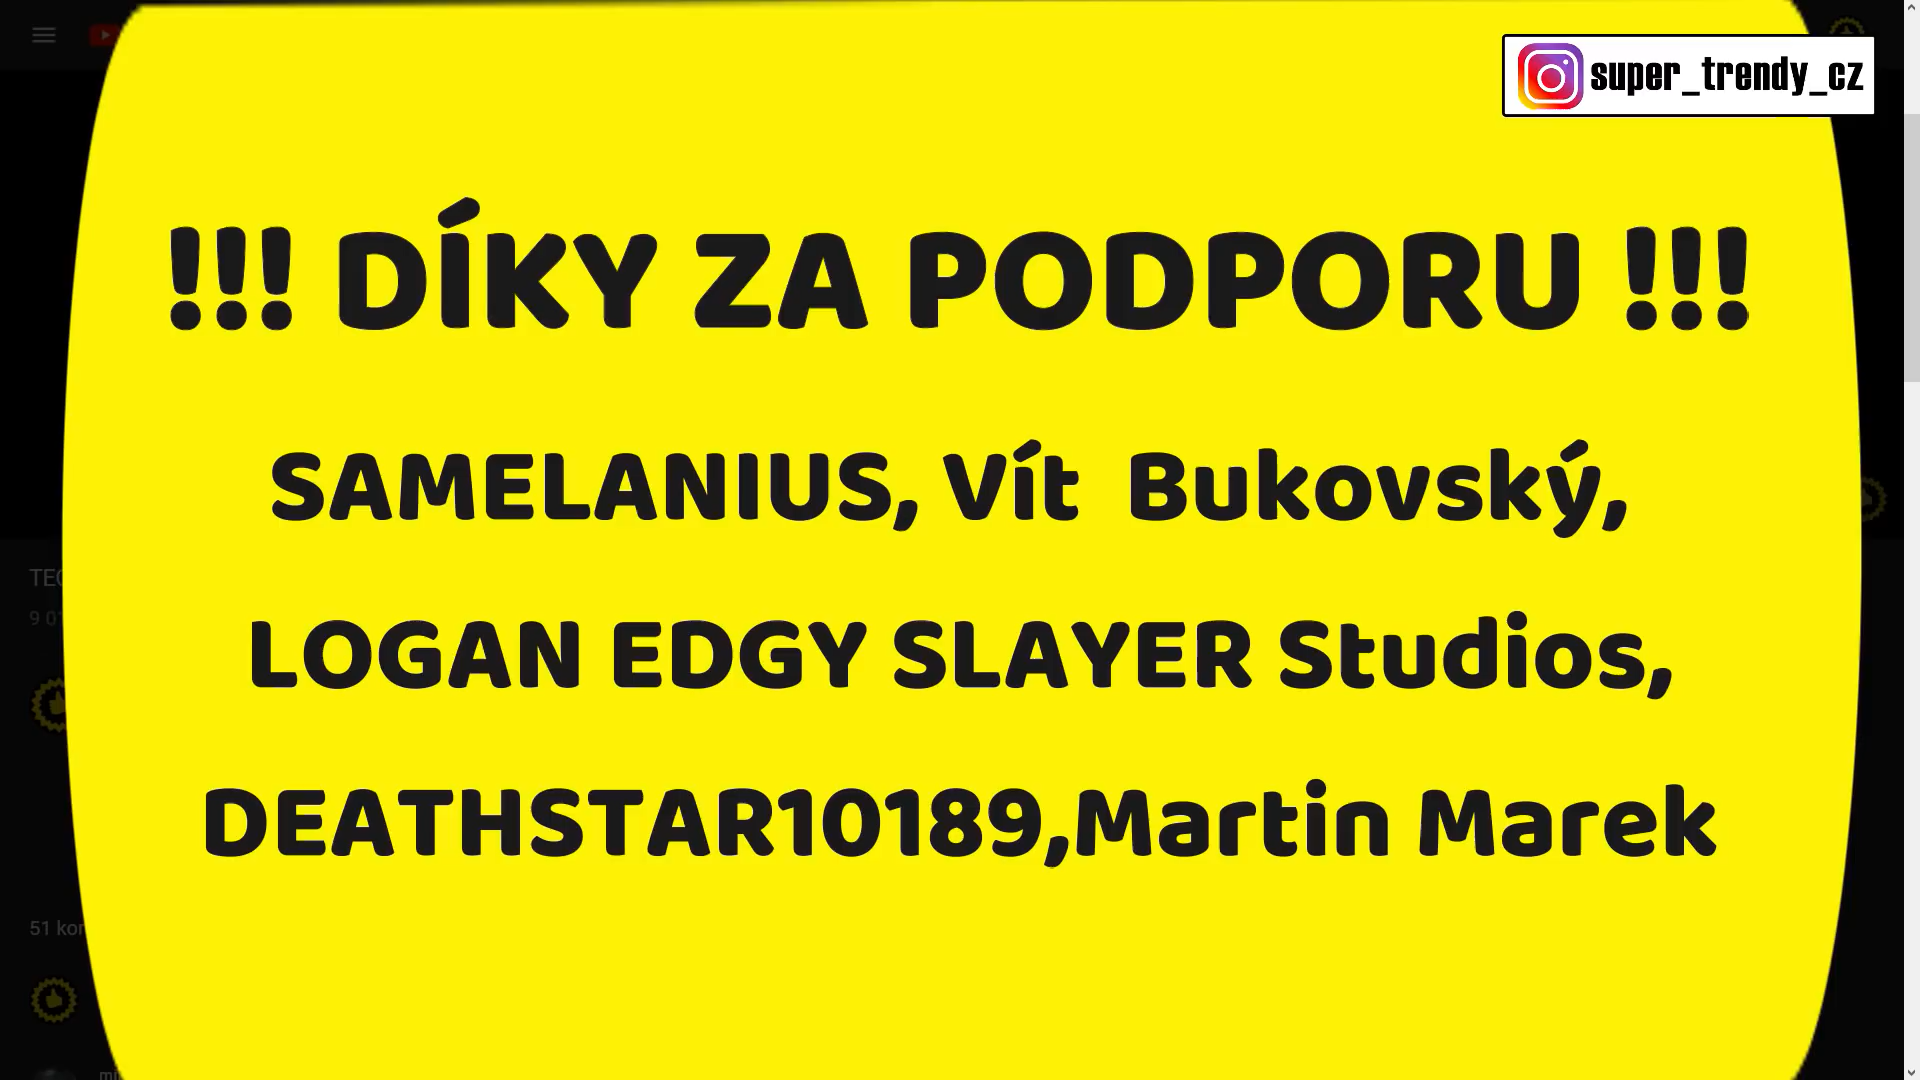 super_trendy_cz
!!! DÍKY ZA PODPORU !!!
SAMELANIUS, Vít Bukovský,
LOGAN EDGY SLAYER Studios,
DEATHSTAR10189,Martin Marek